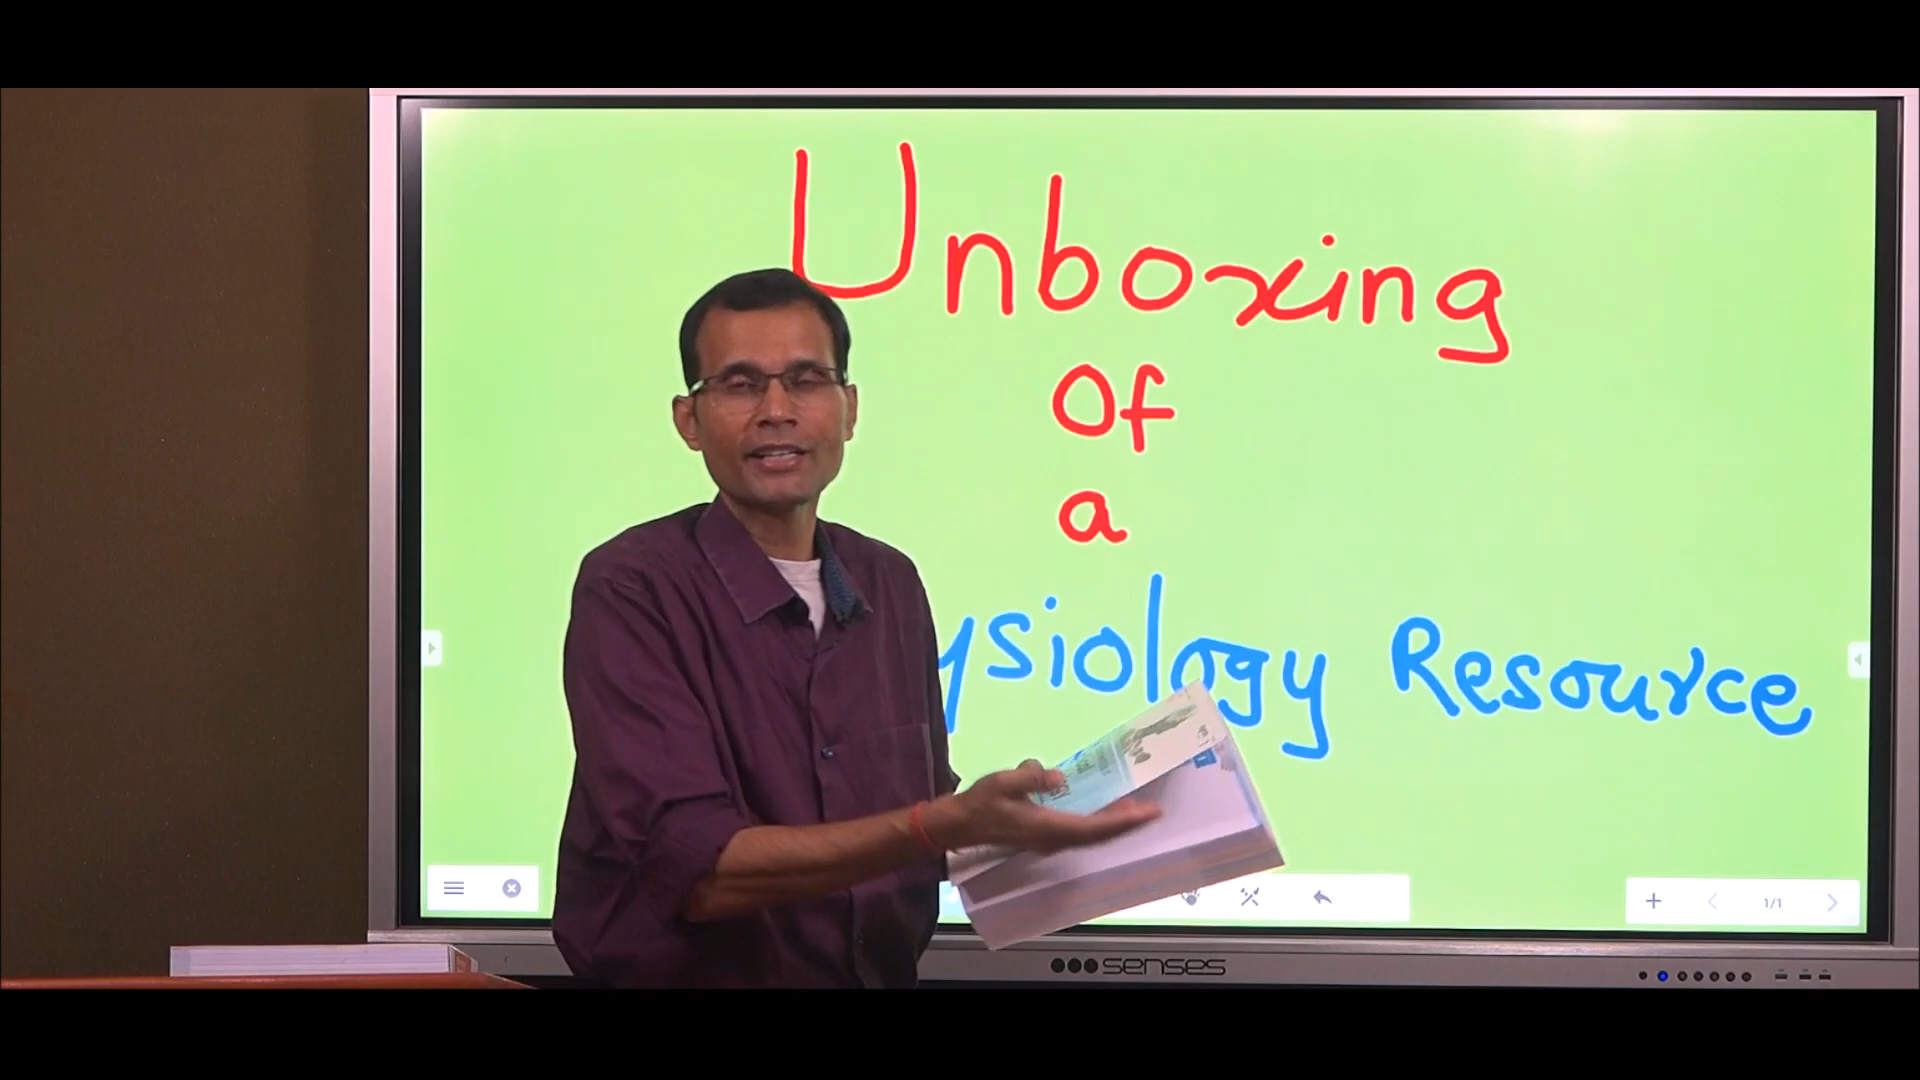 Unboxing
Of
a
ysiology Resource
1/1
senses